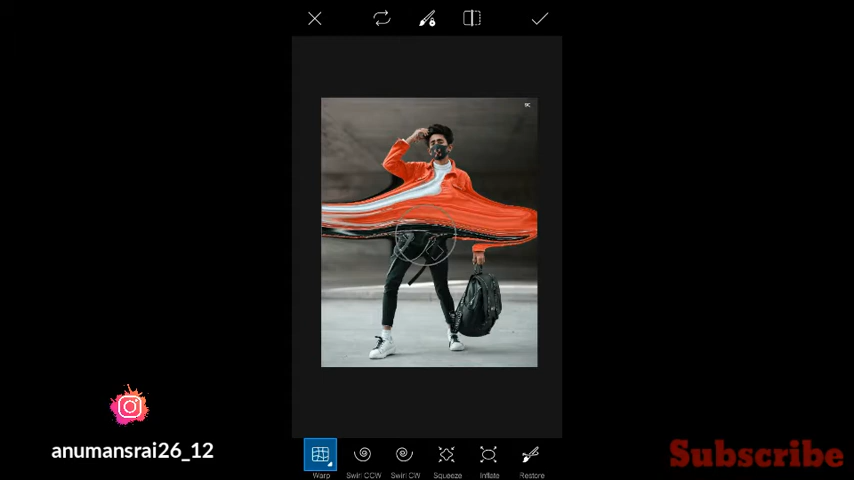 anumansrai26_12
Subscribe
Warp
Swirl CCW
Swirl CW
Squeeze
Inflate
Restore